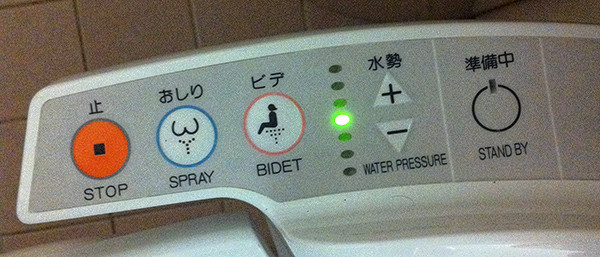 止
STOP
おしり
SPRAY
ビデ
BIDET
水勢
+
−
WATER PRESSURE
準備中
STAND BY